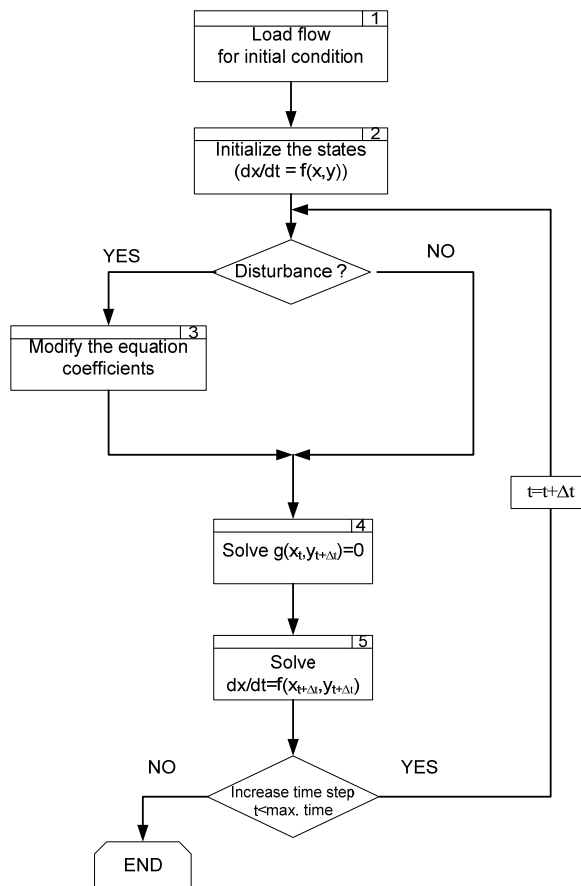 1
Load flow
for initial condition
2
Initialize the states
(dx/dt = f(x,y))
YES
Disturbance ?
NO
3
Modify the equation
coefficients
t=t+Δt
4
Solve g(xₜ,yₜ₊Δₜ)=0
5
Solve
dx/dt=f(xₜ₊Δₜ,yₜ₊Δₜ)
NO
Increase time step
t<max. time
YES
END